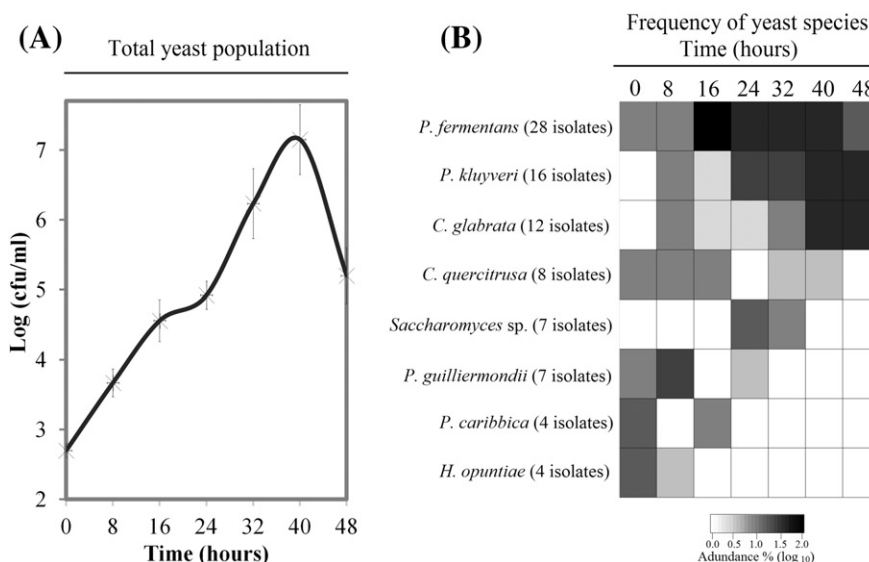 (A)
Total yeast population
Log (cfu/ml)
7
6
5
4
3
2
0 8 16 24 32 40 48
Time (hours)
(B)
Frequency of yeast species
Time (hours)
0 8 16 24 32 40 48
P. fermentans (28 isolates)
P. kluyveri (16 isolates)
C. glabrata (12 isolates)
C. quercitrusa (8 isolates)
Saccharomyces sp. (7 isolates)
P. guilliermondii (7 isolates)
P. caribbica (4 isolates)
H. opuntiae (4 isolates)
0.0 0.5 1.0 1.5 2.0
Adundance % (log 10)